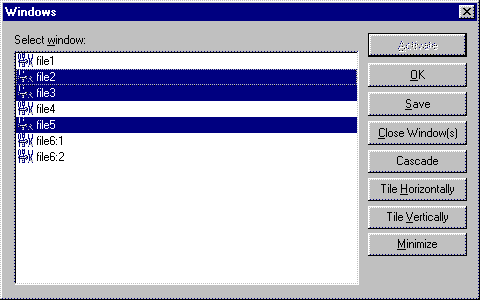 Windows
Select window:
file1
file2
file3
file4
file5
file6:1
file6:2
Activate
OK
Save
Close Window(s)
Cascade
Tile Horizontally
Tile Vertically
Minimize